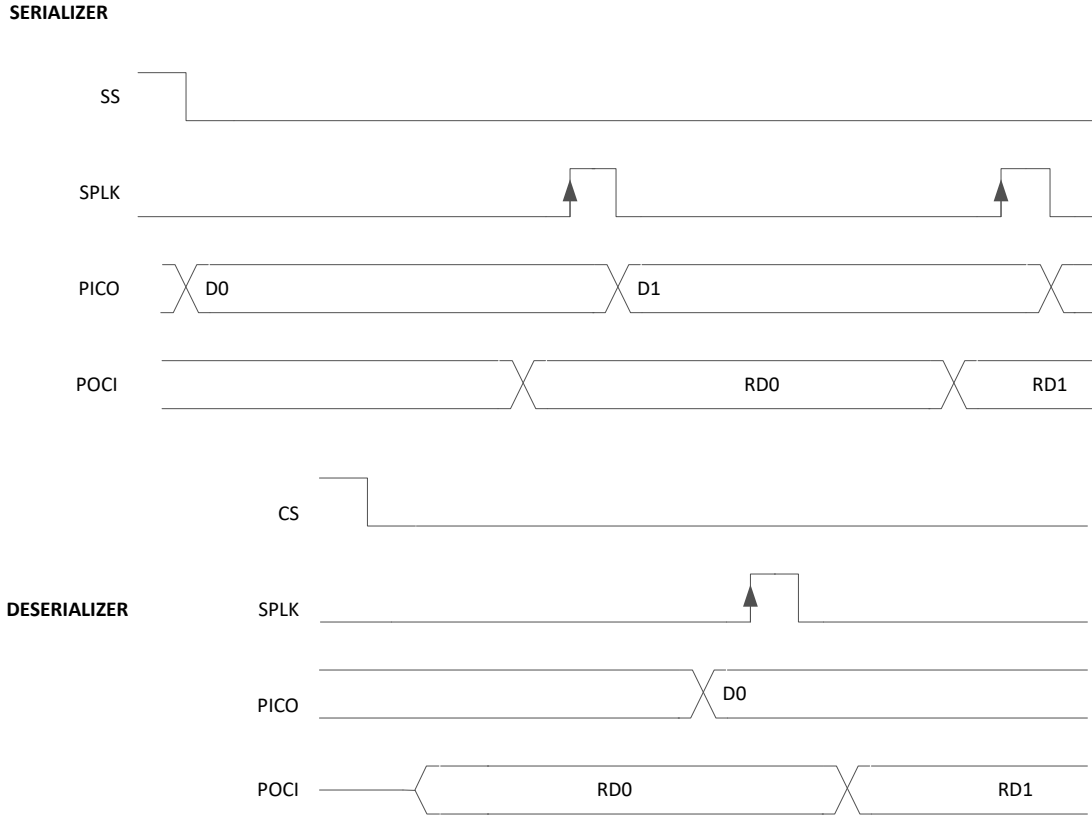 SERIALIZER
SS
SPLK
PICO D0 D1
POCI RD0 RD1
CS
DESERIALIZER SPLK
PICO D0
POCI RD0 RD1